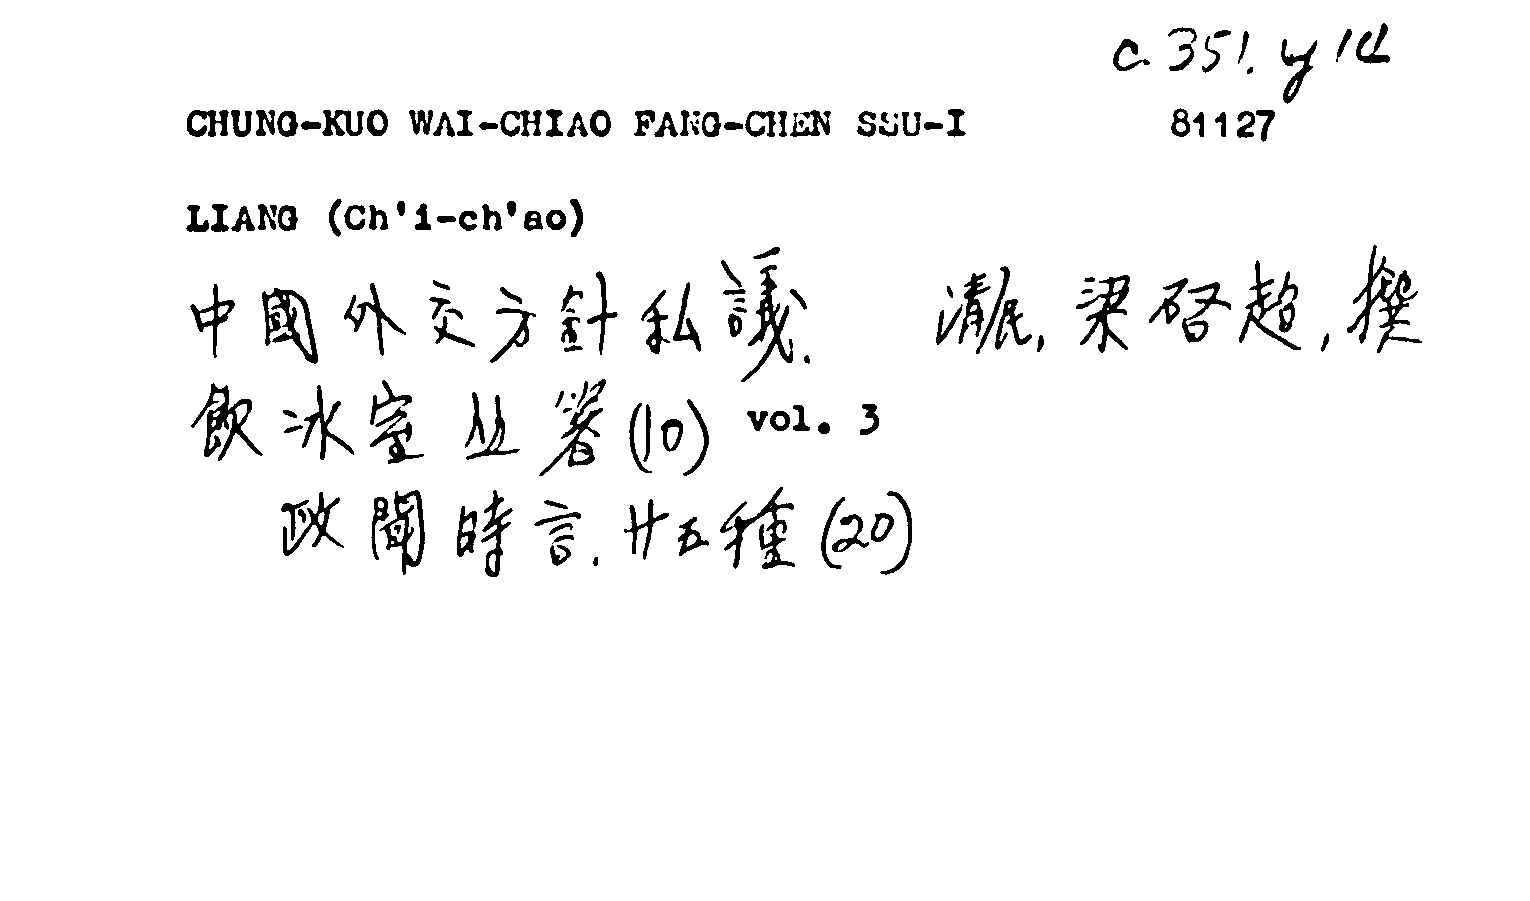 c. 351. y 14
CHUNG-KUO WAI-CHIAO FANG-CHEN SSU-I 81127
LIANG (Ch'i-ch'ao)
中國外交方針私議. 清民, 梁啓超, 撰
飲冰室丛著(10) vol. 3
政聞時言. 廿五種(20)